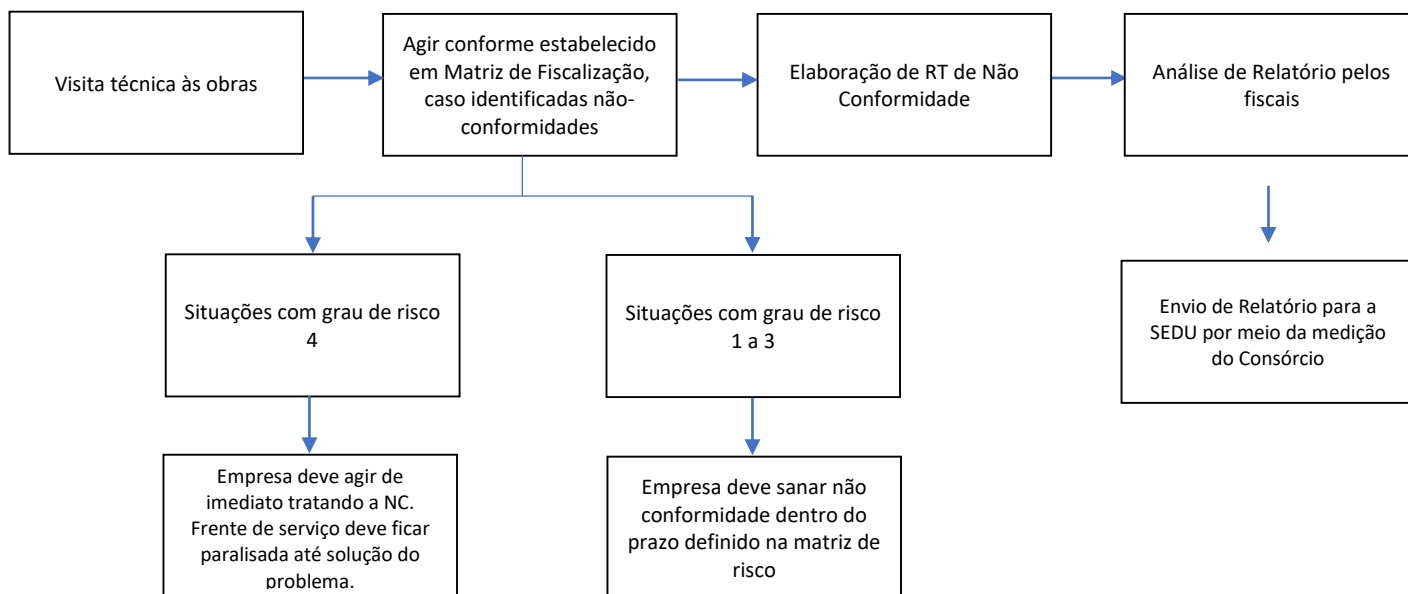 Visita técnica às obras
Agir conforme estabelecido
em Matriz de Fiscalização,
caso identificadas não-
conformidades
Elaboração de RT de Não
Conformidade
Análise de Relatório pelos
fiscais
Situações com grau de risco
4
Situações com grau de risco
1 a 3
Envio de Relatório para a
SEDU por meio da medição
do Consórcio
Empresa deve agir de
imediato tratando a NC.
Frente de serviço deve ficar
paralisada até solução do
problema.
Empresa deve sanar não
conformidade dentro do
prazo definido na matriz de
risco